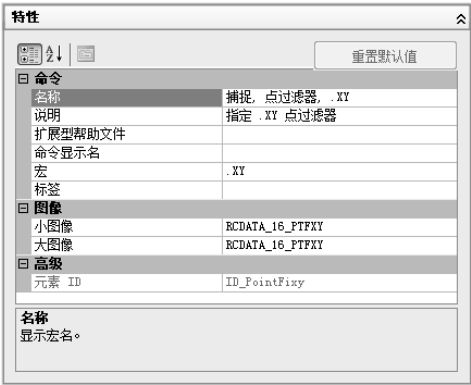 特性
重置默认值
命令
名称 捕捉, 点过滤器, .XY
说明 指定 .XY 点过滤器
扩展型帮助文件
命令显示名
宏 .XY
标签
图像
小图像 RCDATA_16_PTFXY
大图像 RCDATA_16_PTFXY
高级
元素 ID ID_PointFixy
名称
显示宏名。